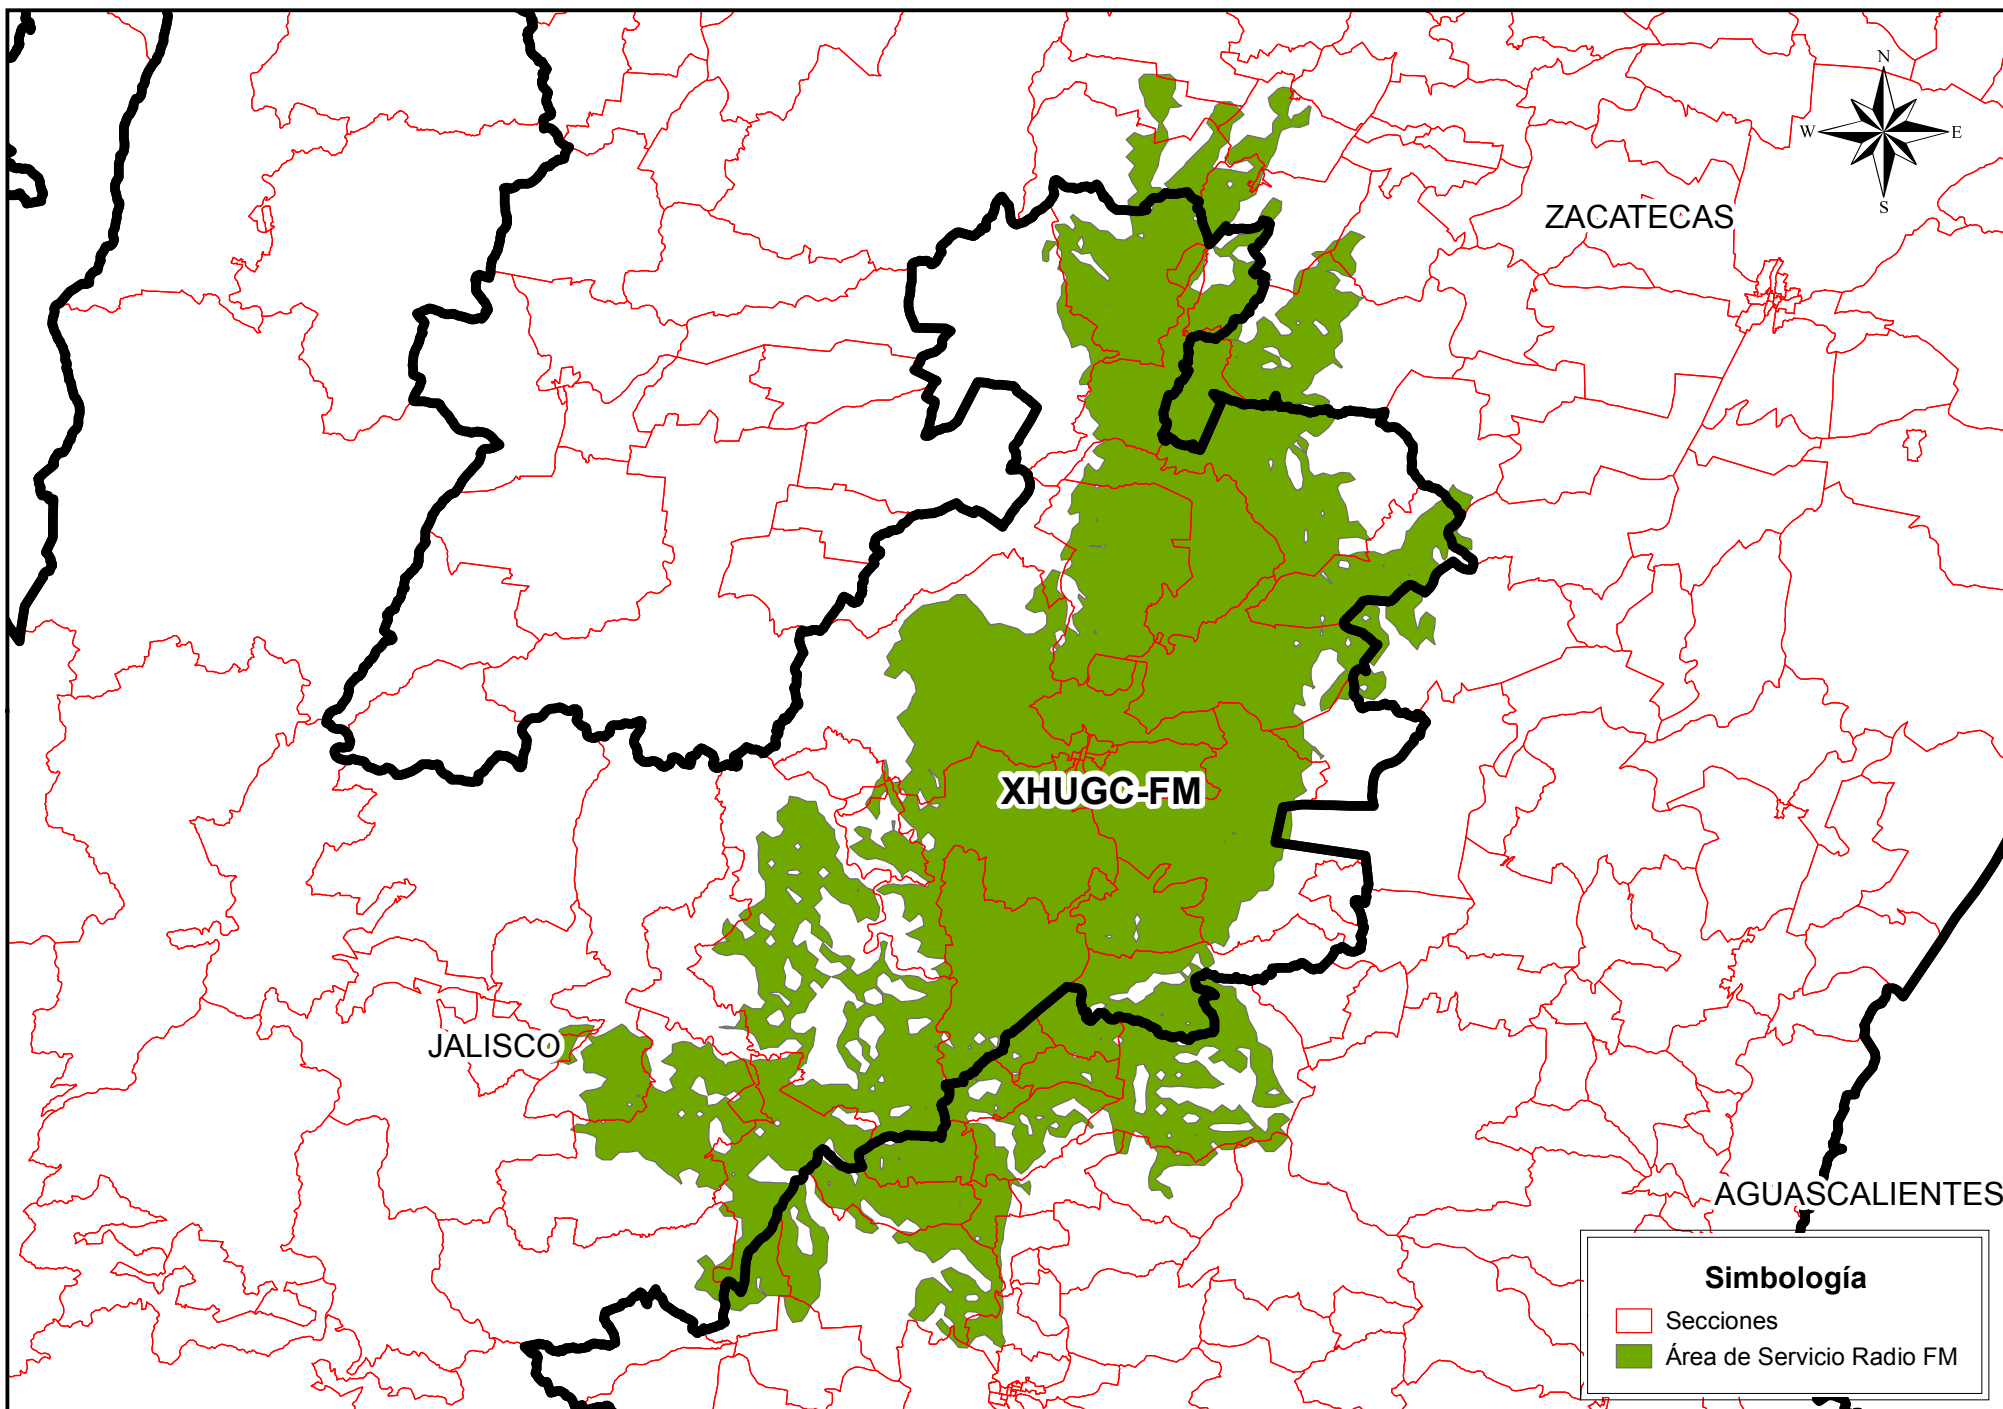 N
W E
S
ZACATECAS
XHUGC-FM
JALISCO
AGUASCALIENTES
Simbología
Secciones
Área de Servicio Radio FM